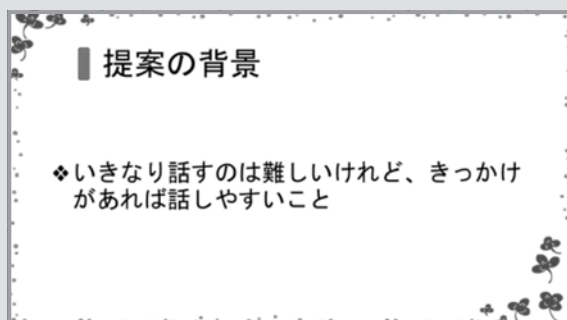 提案の背景
❖いきなり話すのは難しいけれど、きっかけ
があれば話しやすいこと